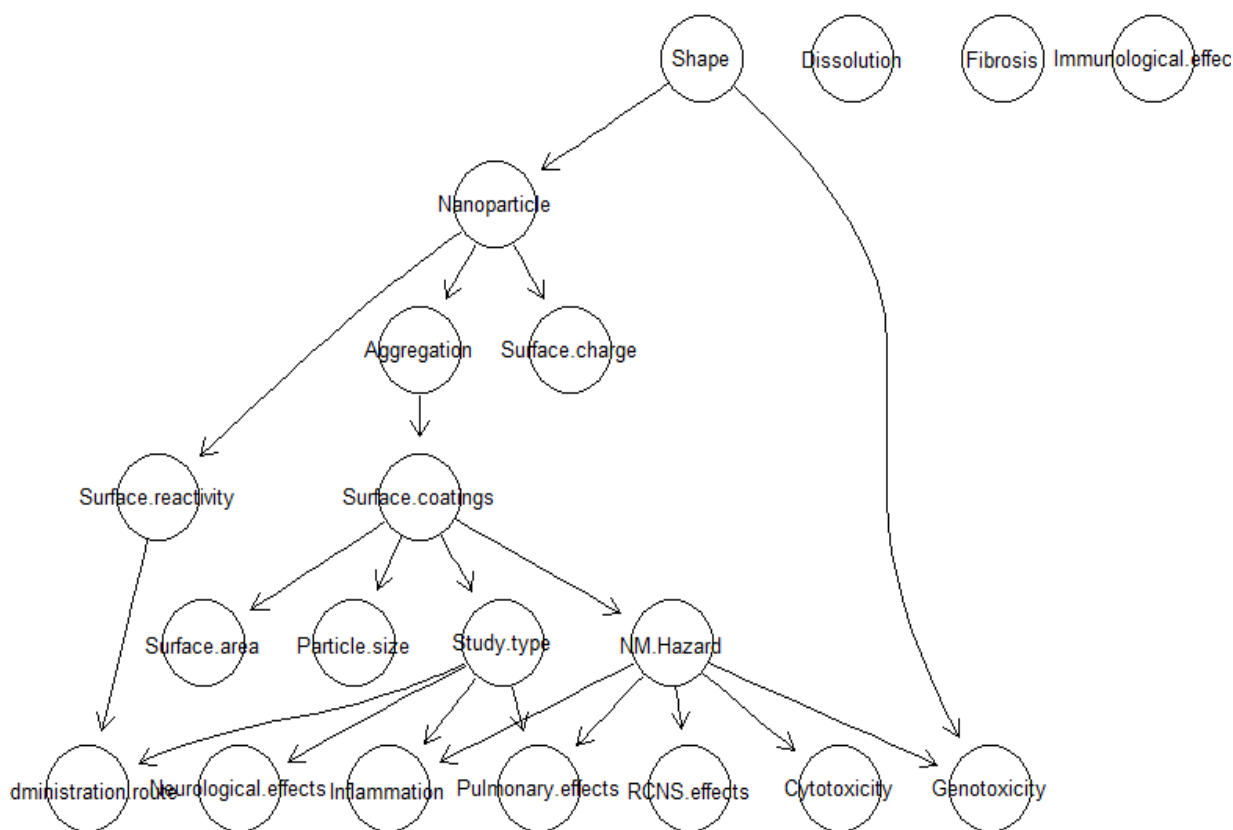 Shape
Dissolution
Fibrosis
Immunological.effec
Nanoparticle
Aggregation
Surface.charge
Surface.reactivity
Surface.coatings
Surface.area
Particle.size
Study.type
NM.Hazard
dministration.route
Neurological.effects
Inflammation
Pulmonary.effects
RCNS.effects
Cytotoxicity
Genotoxicity